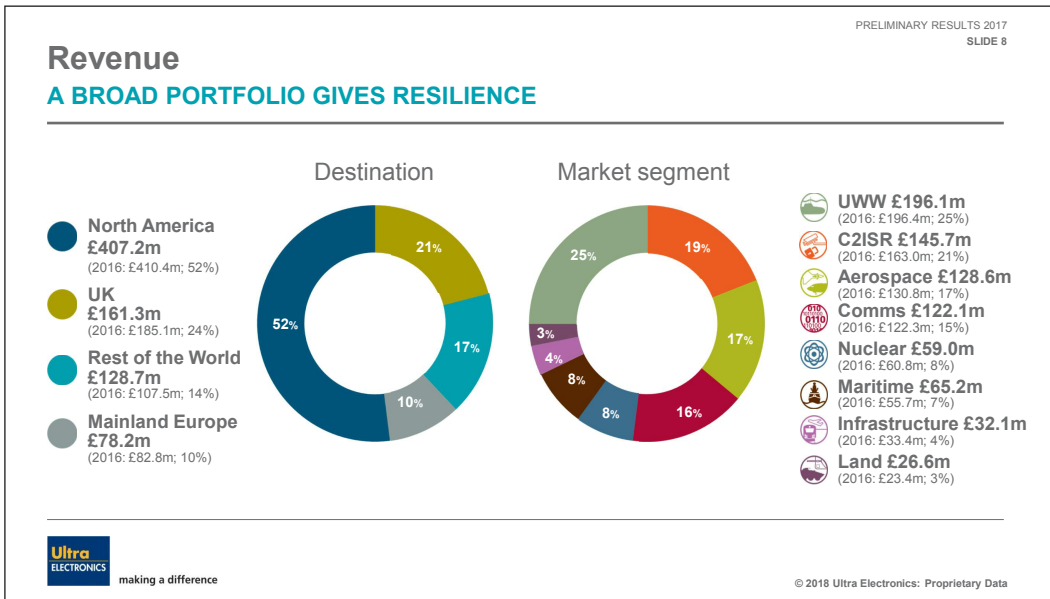 PRELIMINARY RESULTS 2017
SLIDE 8
Revenue
A BROAD PORTFOLIO GIVES RESILIENCE
Destination
North America
£407.2m
(2016: £410.4m; 52%)
UK
£161.3m
(2016: £185.1m; 24%)
Rest of the World
£128.7m
(2016: £107.5m; 14%)
Mainland Europe
£78.2m
(2016: £82.8m; 10%)
21%
52%
17%
10%
Market segment
25%
19%
3%
17%
4%
8%
8%
16%
UWW £196.1m
(2016: £196.4m; 25%)
C2ISR £145.7m
(2016: £163.0m; 21%)
Aerospace £128.6m
(2016: £130.8m; 17%)
Comms £122.1m
(2016: £122.3m; 15%)
Nuclear £59.0m
(2016: £60.8m; 8%)
Maritime £65.2m
(2016: £55.7m; 7%)
Infrastructure £32.1m
(2016: £33.4m; 4%)
Land £26.6m
(2016: £23.4m; 3%)
010
0110
Ultra
ELECTRONICS
making a difference
© 2018 Ultra Electronics: Proprietary Data